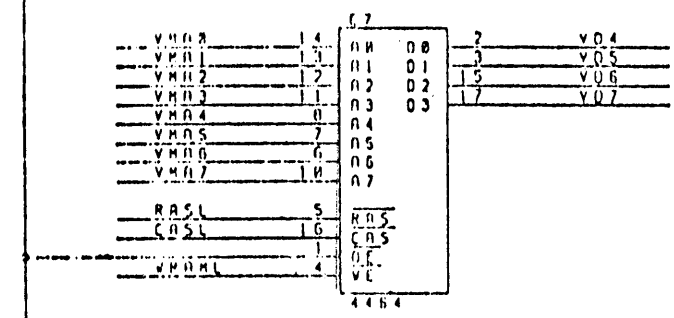 C7
VMA0 14 A0 D0 2 VD4
VMA1 13 A1 D1 3 VD5
VMA2 12 A2 D2 15 VD6
VMA3 11 A3 D3 17 VD7
VMA4 8 A4
VMA5 7 A5
VMA6 6 A6
VMA7 10 A7
RASL 5 RAS
CASL 16 CAS
1 OE
4 WE
4464